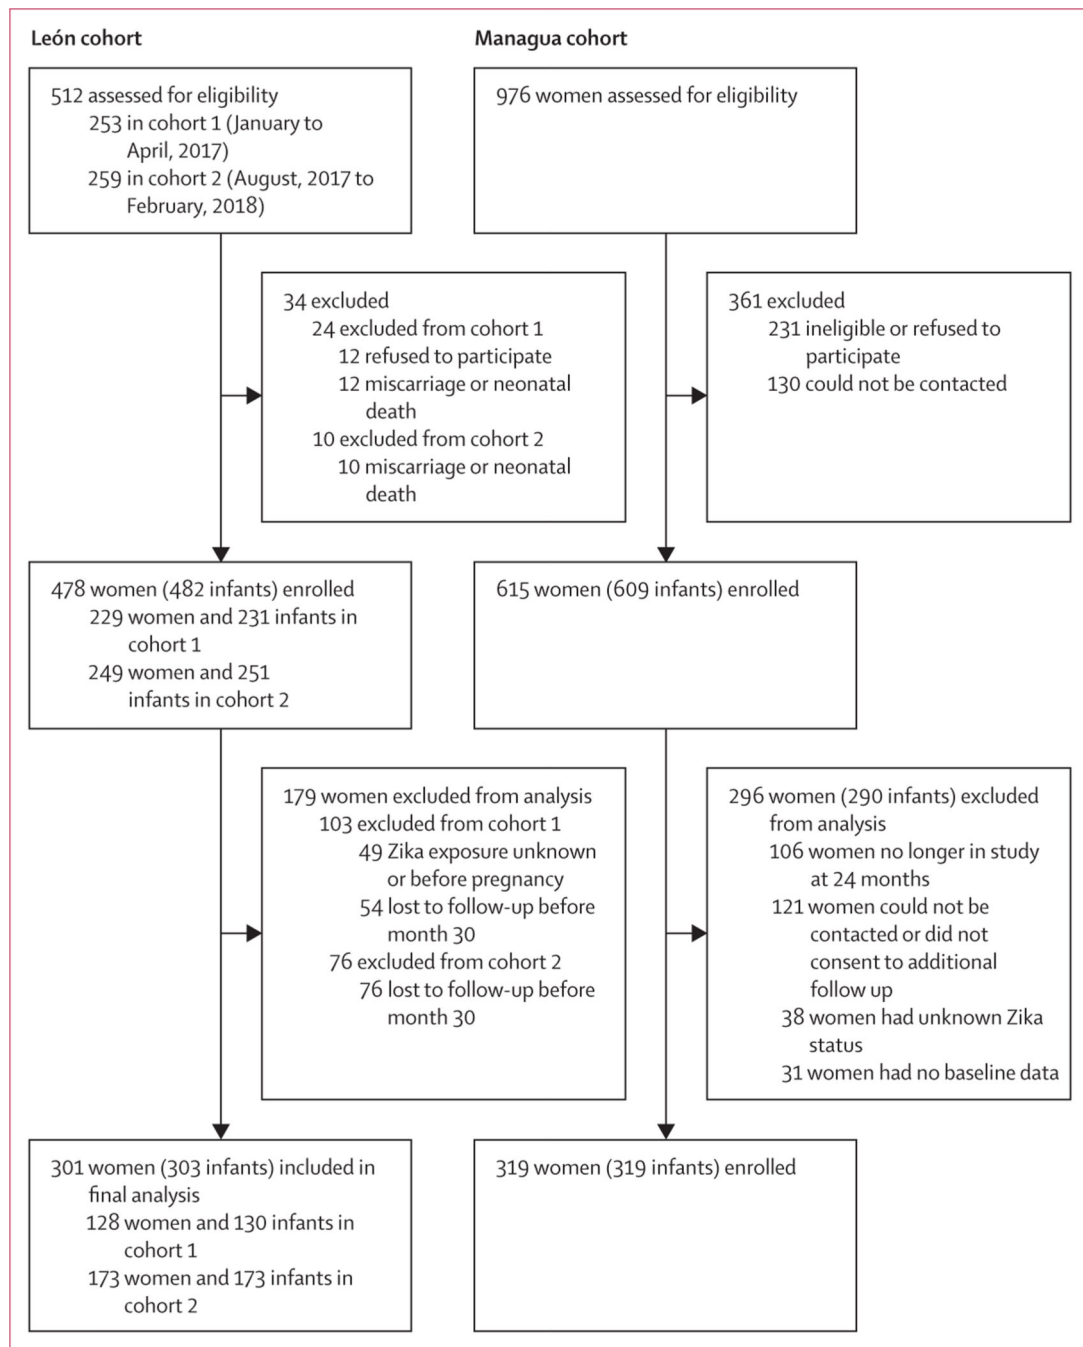 León cohort
512 assessed for eligibility
253 in cohort 1 (January to
April, 2017)
259 in cohort 2 (August, 2017 to
February, 2018)
34 excluded
24 excluded from cohort 1
12 refused to participate
12 miscarriage or neonatal
death
10 excluded from cohort 2
10 miscarriage or neonatal
death
478 women (482 infants) enrolled
229 women and 231 infants in
cohort 1
249 women and 251
infants in cohort 2
179 women excluded from analysis
103 excluded from cohort 1
49 Zika exposure unknown
or before pregnancy
54 lost to follow-up before
month 30
76 excluded from cohort 2
76 lost to follow-up before
month 30
301 women (303 infants) included in
final analysis
128 women and 130 infants in
cohort 1
173 women and 173 infants in
cohort 2
Managua cohort
976 women assessed for eligibility
361 excluded
231 ineligible or refused to
participate
130 could not be contacted
615 women (609 infants) enrolled
296 women (290 infants) excluded
from analysis
106 women no longer in study
at 24 months
121 women could not be
contacted or did not
consent to additional
follow up
38 women had unknown Zika
status
31 women had no baseline data
319 women (319 infants) enrolled